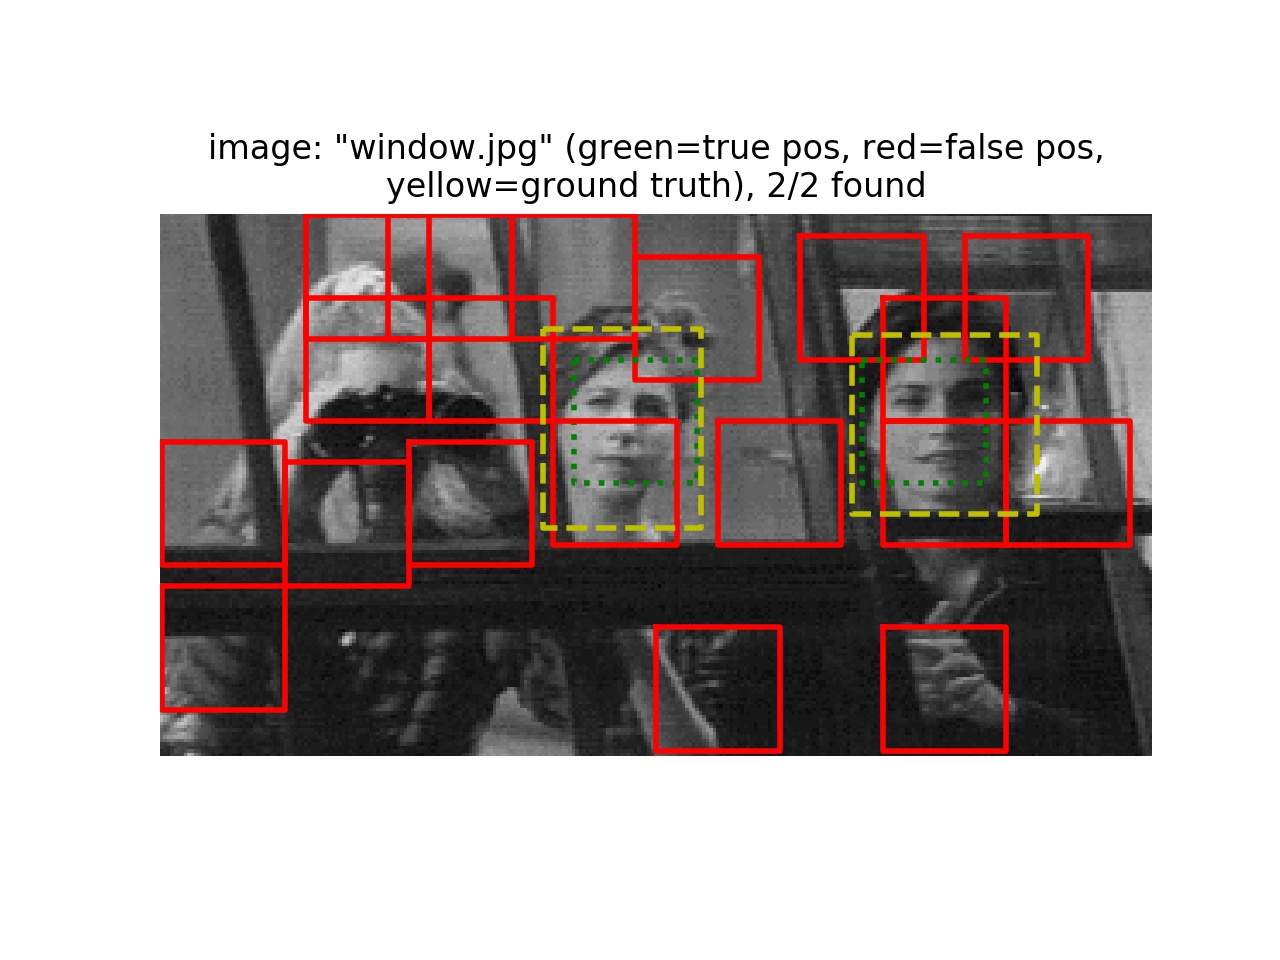 image: "window.jpg" (green=true pos, red=false pos,
yellow=ground truth), 2/2 found